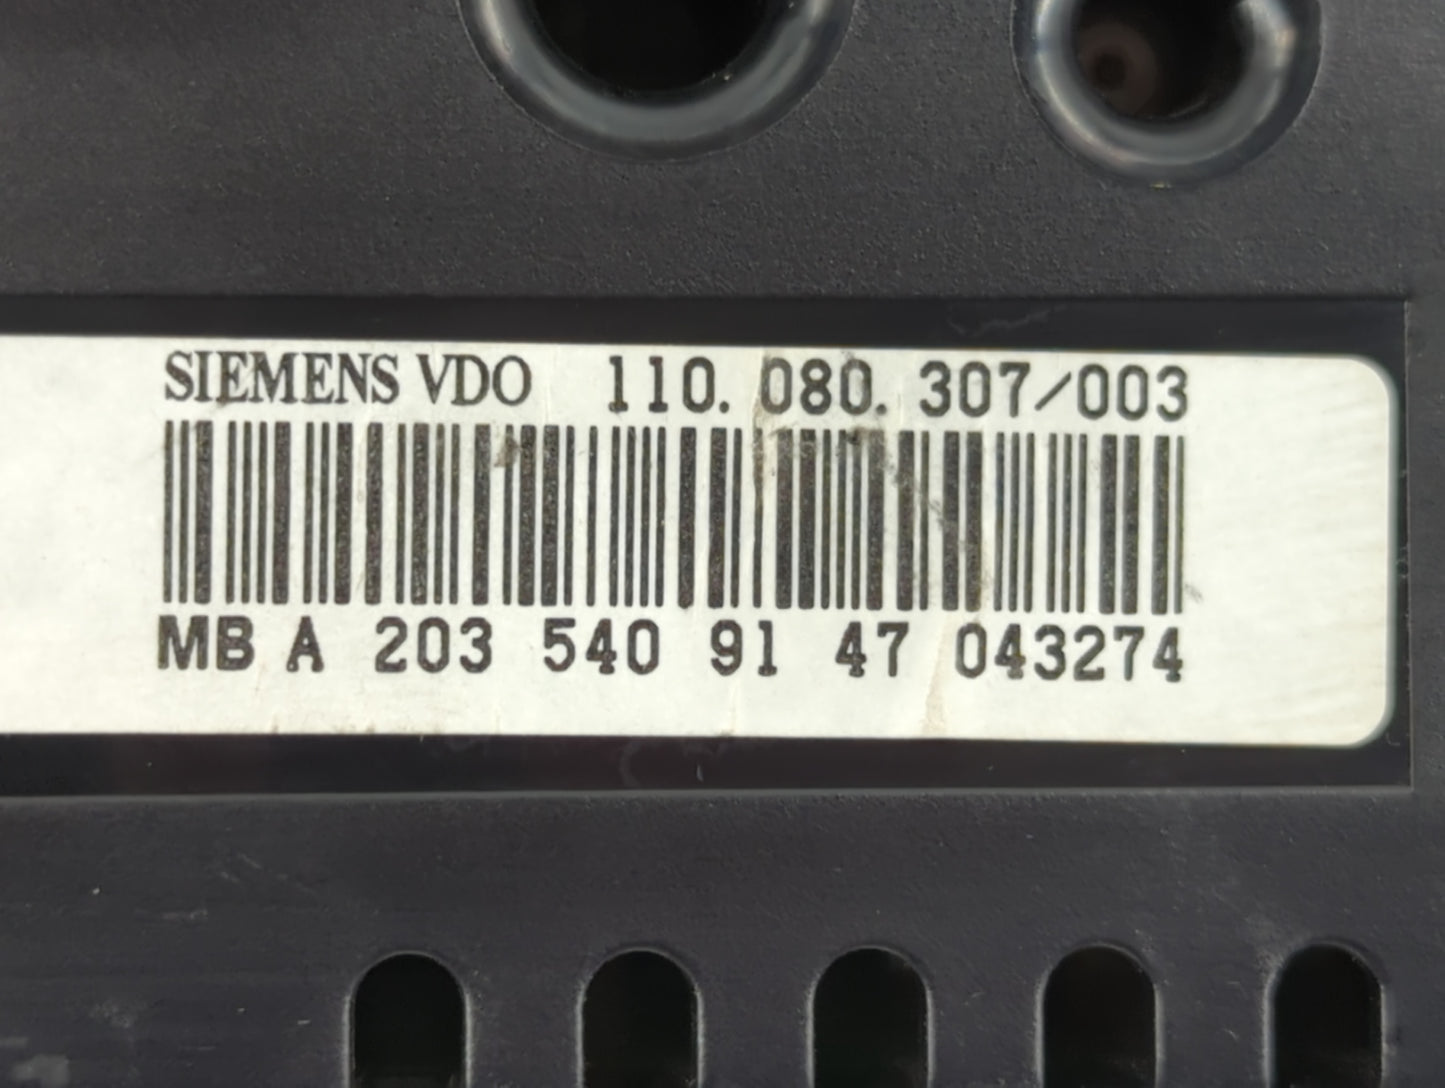 SIEMENS VDO 110.080.307/003
MB A 203 540 91 47 043274